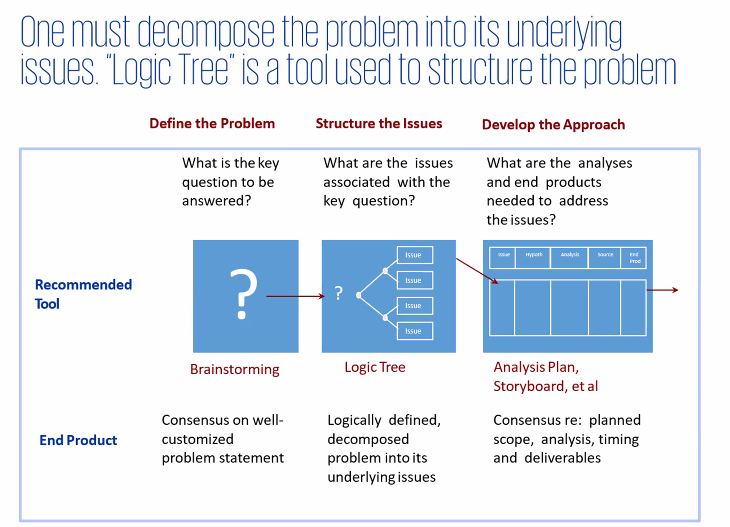 One must decompose the problem into its underlying
issues. "Logic Tree" is a tool used to structure the problem
Define the Problem
Structure the Issues
Develop the Approach
What is the key
question to be
answered?
What are the issues
associated with the
key question?
What are the analyses
and end products
needed to address
the issues?
Recommended
Tool
?
?
Issue
Issue
Issue
Issue
Issue
Hypoth
Analysis
Source
End
Prod
Brainstorming
Logic Tree
Analysis Plan,
Storyboard, et al
End Product
Consensus on well-
customized
problem statement
Logically defined,
decomposed
problem into its
underlying issues
Consensus re: planned
scope, analysis, timing
and deliverables